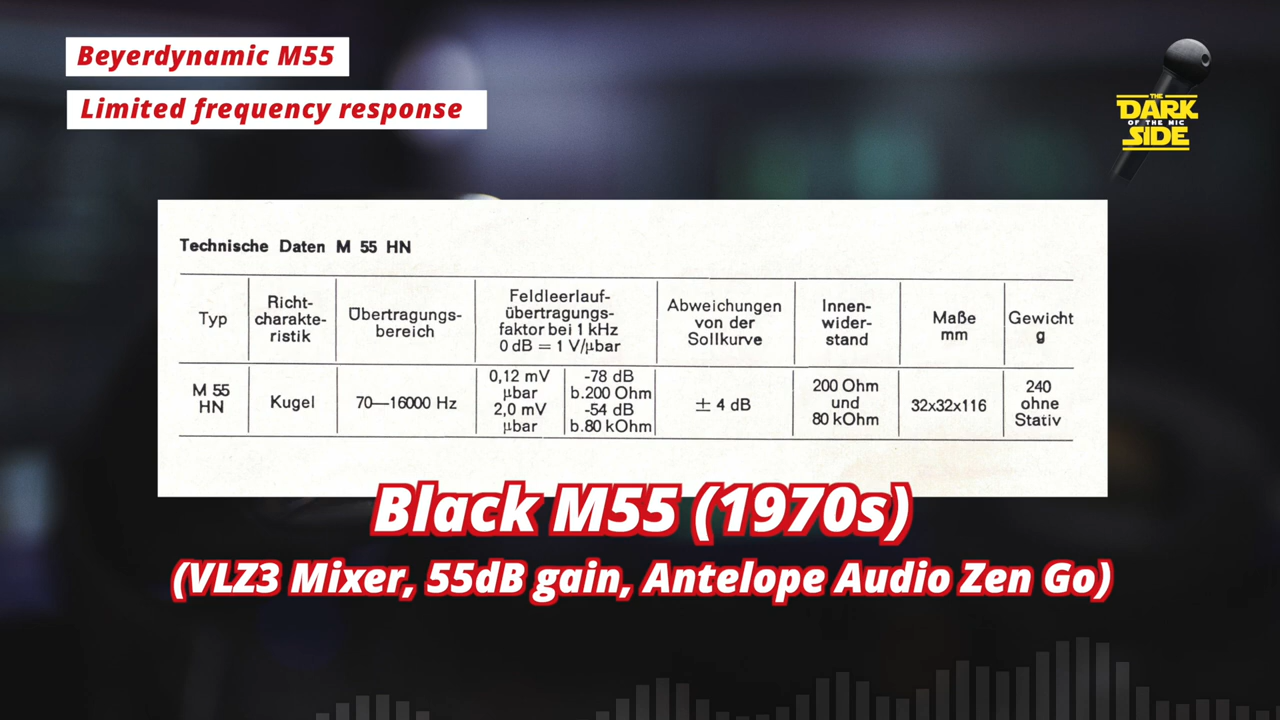 Beyerdynamic M55
Limited frequency response
THE
DARK
OF THE MIC
SIDE
Technische Daten M 55 HN
Typ
Richt-
charakte-
ristik
Übertragungs-
bereich
Feldleerlauf-
übertragungs-
faktor bei 1 kHz
0 dB = 1 V/µbar
Abweichungen
von der
Sollkurve
Innen-
wider-
stand
Maße
mm
Gewicht
g
M 55
HN
Kugel
70—16000 Hz
0,12 mV
µbar
2,0 mV
µbar
-78 dB
b.200 Ohm
-54 dB
b.80 kOhm
± 4 dB
200 Ohm
und
80 kOhm
32x32x116
240
ohne
Stativ
Black M55 (1970s)
(VLZ3 Mixer, 55dB gain, Antelope Audio Zen Go)